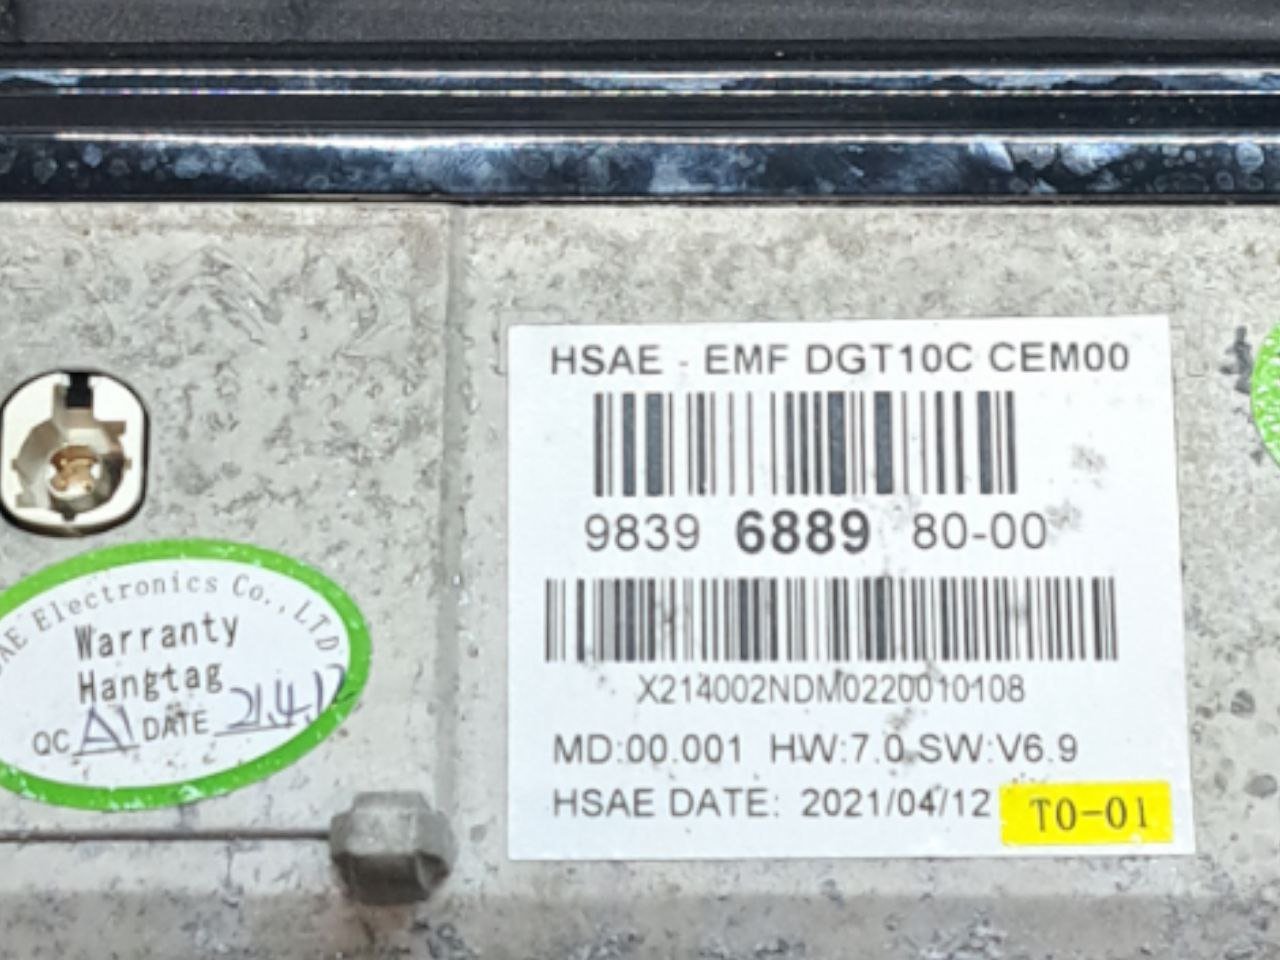 HSAE - EMF DGT10C CEM00
9839 6889 80-00
X214002NDM0220010108
MD:00.001 HW:7.0 SW:V6.9
HSAE DATE: 2021/04/12
T0-01
AE Electronics Co., LTD
Warranty
Hangtag
QC A1 DATE 21.4.12